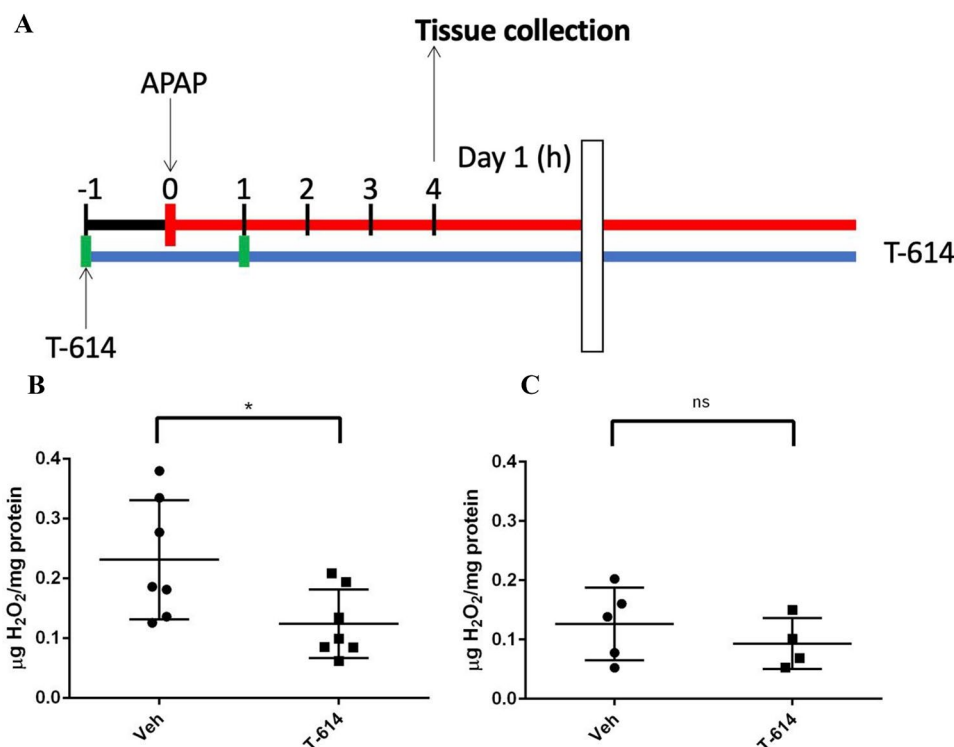 A
Tissue collection
APAP
Day 1 (h)
-1 0 1 2 3 4
T-614
T-614
B
*
µg H₂O₂/mg protein
0.4
0.3
0.2
0.1
0.0
Veh
T-614
C
ns
µg H₂O₂/mg protein
0.4
0.3
0.2
0.1
0.0
Veh
T-614